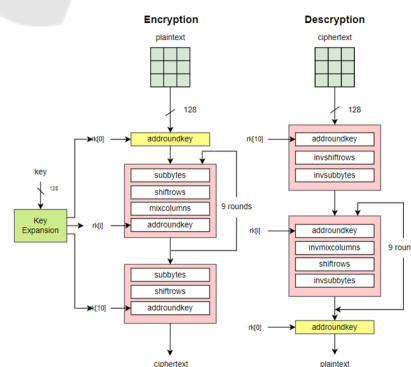 Encryption
plaintext
128
rk[0]
addroundkey
key
128
Key
Expansion
rk[i]
subbytes
shiftrows
mixcolumns
addroundkey
9 rounds
subbytes
shiftrows
rk[10]
addroundkey
ciphertext
Descryption
ciphertext
128
rk[10]
addroundkey
invshiftrows
invsubbytes
rk[i]
addroundkey
invmixcolumns
shiftrows
invsubbytes
9 roun
rk[0]
addroundkey
plaintext